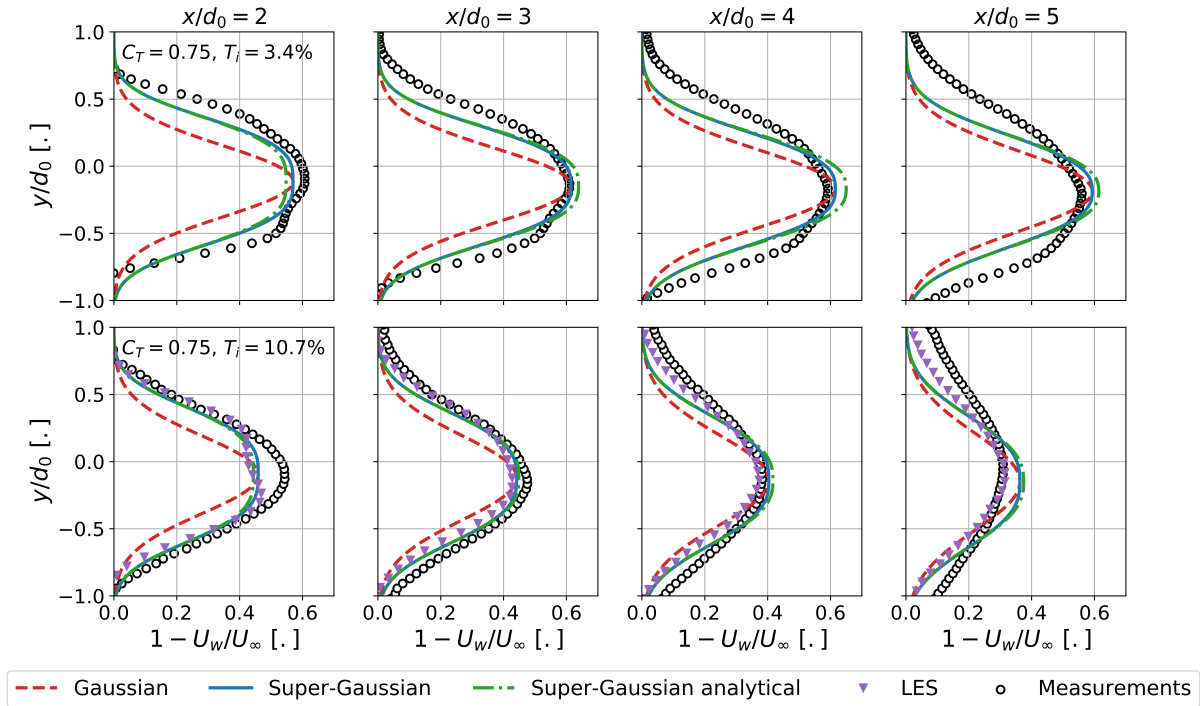 x/d₀ = 2
x/d₀ = 3
x/d₀ = 4
x/d₀ = 5
C_T = 0.75, T_i = 3.4%
y/d₀ [.]
1.0
0.5
0.0
−0.5
−1.0
C_T = 0.75, T_i = 10.7%
y/d₀ [.]
1.0
0.5
0.0
−0.5
−1.0
0.0 0.2 0.4 0.6
0.0 0.2 0.4 0.6
0.0 0.2 0.4 0.6
0.0 0.2 0.4 0.6
1 − U_w/U_∞ [.]
1 − U_w/U_∞ [.]
1 − U_w/U_∞ [.]
1 − U_w/U_∞ [.]
Gaussian Super-Gaussian Super-Gaussian analytical LES Measurements